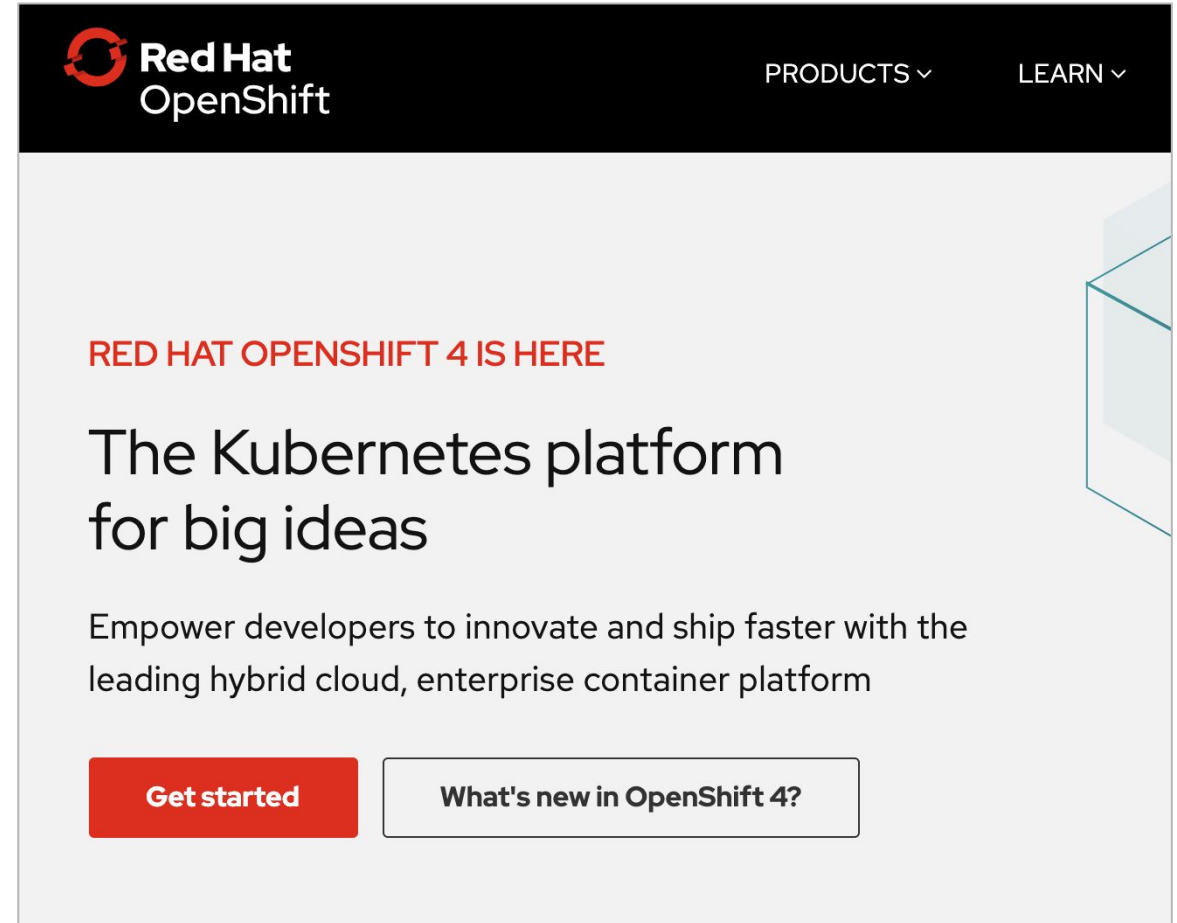 Red Hat
OpenShift
PRODUCTS
LEARN
RED HAT OPENSHIFT 4 IS HERE
The Kubernetes platform
for big ideas
Empower developers to innovate and ship faster with the
leading hybrid cloud, enterprise container platform
Get started
What's new in OpenShift 4?